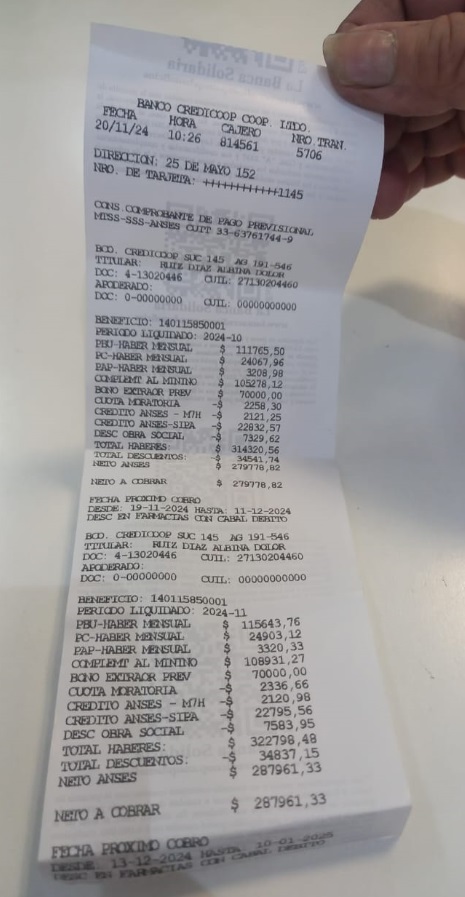 La Banca Solidaria
BANCO CREDICOOP COOP. LTDO.
FECHA HORA CAJERO NRO.TRAN.
20/11/24 10:26 814561 5706
DIRECCION: 25 DE MAYO 152
NRO. DE TARJETA: ++++++++++++1145
CONS.COMPROBANTE DE PAGO PREVISIONAL
MTSS-SSS-ANSES CUIT 33-63761744-9
BCO. CREDICOOP SUC 145 AG 191-546
TITULAR: RUIZ DIAZ ALBINA DOLOR
DOC: 4-13020446 CUIL: 27130204460
APODERADO:
DOC: 0-00000000 CUIL: 00000000000
BENEFICIO: 140115850001
PERIODO LIQUIDADO: 2024-10
PBU-HABER MENSUAL $ 111765,50
PC-HABER MENSUAL $ 24067,96
PAP-HABER MENSUAL $ 3208,98
COMPLEMT AL MININO $ 105278,12
BONO EXTRAOR PREV $ 70000,00
CUOTA MORATORIA -$ 2258,30
CREDITO ANSES - M7H -$ 2121,25
CREDITO ANSES-SIPA -$ 22832,57
DESC OBRA SOCIAL -$ 7329,62
TOTAL HABERES: $ 314320,56
TOTAL DESCUENTOS: -$ 34541,74
NETO ANSES $ 279778,82
NETO A COBRAR $ 279778,82
FECHA PROXIMO COBRO
DESDE: 19-11-2024 HASTA: 11-12-2024
DESC EN FARMACIAS CON CABAL DEBITO
BCO. CREDICOOP SUC 145 AG 191-546
TITULAR: RUIZ DIAZ ALBINA DOLOR
DOC: 4-13020446 CUIL: 27130204460
APODERADO:
DOC: 0-00000000 CUIL: 00000000000
BENEFICIO: 140115850001
PERIODO LIQUIDADO: 2024-11
PBU-HABER MENSUAL $ 115643,76
PC-HABER MENSUAL $ 24903,12
PAP-HABER MENSUAL $ 3320,33
COMPLEMT AL MININO $ 108931,27
BONO EXTRAOR PREV $ 70000,00
CUOTA MORATORIA -$ 2336,66
CREDITO ANSES - M7H -$ 2120,98
CREDITO ANSES-SIPA -$ 22795,56
DESC OBRA SOCIAL -$ 7583,95
TOTAL HABERES: $ 322798,48
TOTAL DESCUENTOS: -$ 34837,15
NETO ANSES $ 287961,33
NETO A COBRAR $ 287961,33
FECHA PROXIMO COBRO
DESDE: 13-12-2024 HASTA 10-01-2025
DESC EN FARMACIAS CON CABAL DEBITO